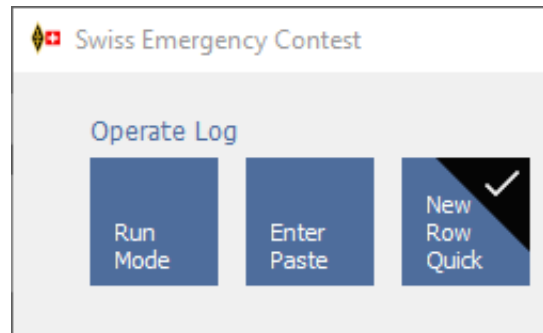 Swiss Emergency Contest
Operate Log
Run
Mode
Enter
Paste
New
Row
Quick